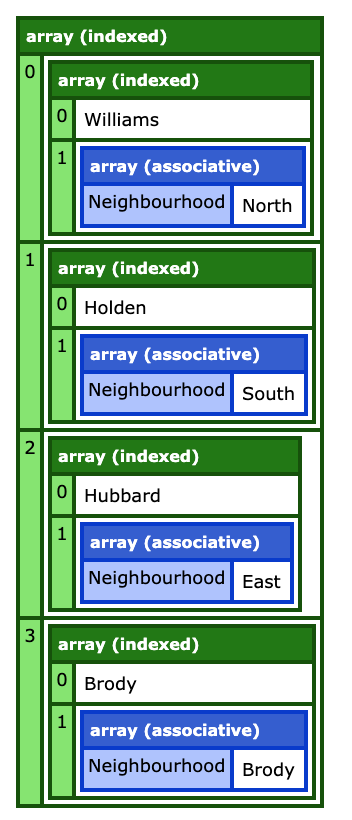 array (indexed)
0
array (indexed)
0 Williams
1
array (associative)
Neighbourhood North
1
array (indexed)
0 Holden
1
array (associative)
Neighbourhood South
2
array (indexed)
0 Hubbard
1
array (associative)
Neighbourhood East
3
array (indexed)
0 Brody
1
array (associative)
Neighbourhood Brody